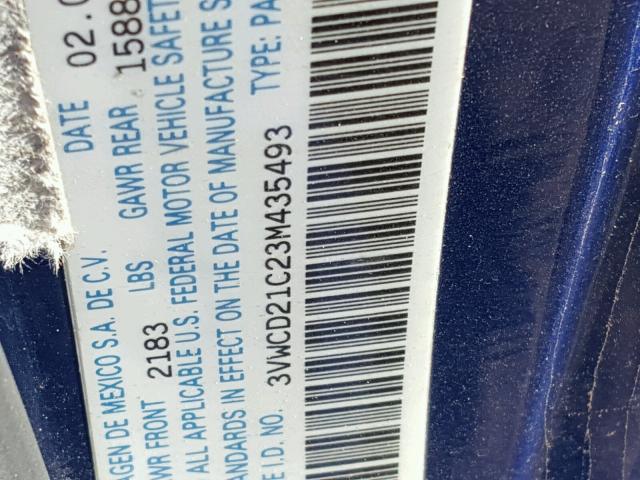 AGEN DE MEXICO S.A. DE C.V. DATE 02.0
WR FRONT 2183 LBS GAWR REAR 1588
ALL APPLICABLE U.S. FEDERAL MOTOR VEHICLE SAFETY
ANDARDS IN EFFECT ON THE DATE OF MANUFACTURE S
E I.D. NO. 3VWCD21C23M435493 TYPE: PA